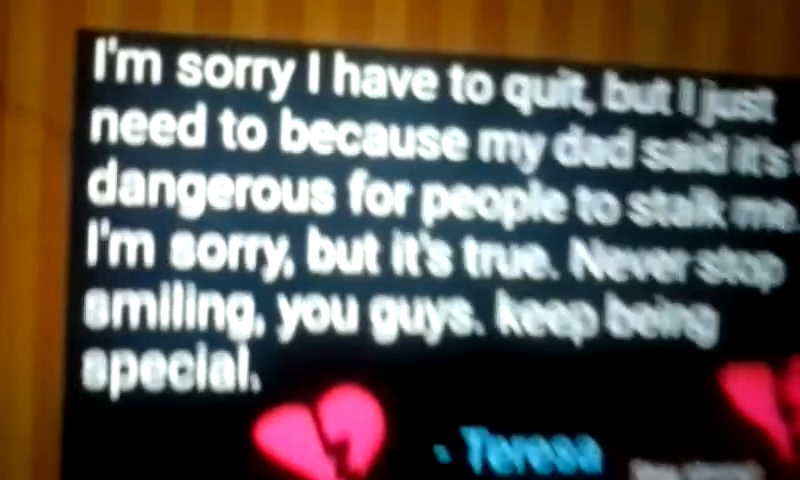 I'm sorry I have to quit, but I just
need to because my dad said it's
dangerous for people to stalk me.
I'm sorry, but it's true. Never stop
smiling, you guys. keep being
special.
- Teresa